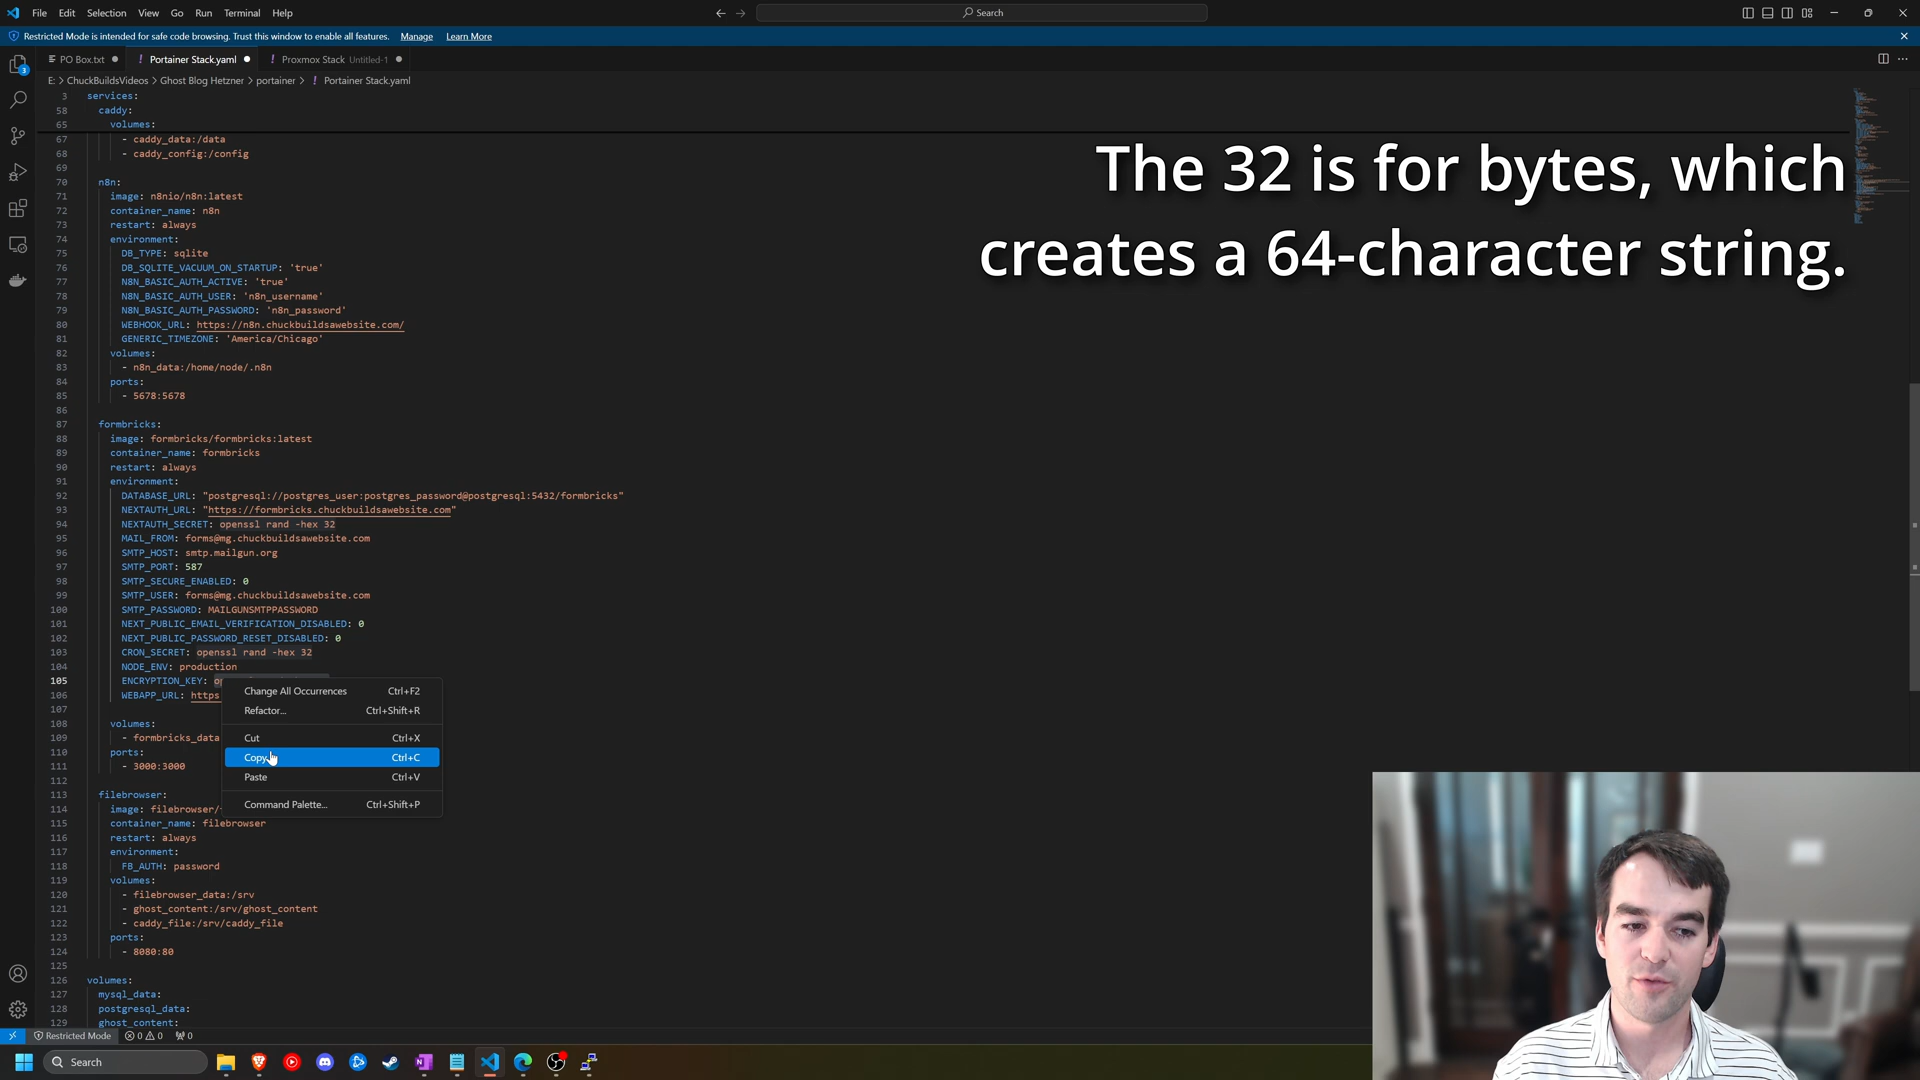 File Edit Selection View Go Run Terminal Help
Search
Restricted Mode is intended for safe code browsing. Trust this window to enable all features. Manage Learn More
PO Box.txt
! Portainer Stack.yaml
! Proxmox Stack Untitled-1
E: > ChuckBuildsVideos > Ghost Blog Hetzner > portainer > ! Portainer Stack.yaml
3 services:
58 caddy:
65 volumes:
67 - caddy_data:/data
68 - caddy_config:/config
69
70 n8n:
71 image: n8nio/n8n:latest
72 container_name: n8n
73 restart: always
74 environment:
75 DB_TYPE: sqlite
76 DB_SQLITE_VACUUM_ON_STARTUP: 'true'
77 N8N_BASIC_AUTH_ACTIVE: 'true'
78 N8N_BASIC_AUTH_USER: 'n8n_username'
79 N8N_BASIC_AUTH_PASSWORD: 'n8n_password'
80 WEBHOOK_URL: https://n8n.chuckbuildsawebsite.com/
81 GENERIC_TIMEZONE: 'America/Chicago'
82 volumes:
83 - n8n_data:/home/node/.n8n
84 ports:
85 - 5678:5678
86
87 formbricks:
88 image: formbricks/formbricks:latest
89 container_name: formbricks
90 restart: always
91 environment:
92 DATABASE_URL: "postgresql://postgres_user:postgres_password@postgresql:5432/formbricks"
93 NEXTAUTH_URL: "https://formbricks.chuckbuildsawebsite.com"
94 NEXTAUTH_SECRET: openssl rand -hex 32
95 MAIL_FROM: forms@mg.chuckbuildsawebsite.com
96 SMTP_HOST: smtp.mailgun.org
97 SMTP_PORT: 587
98 SMTP_SECURE_ENABLED: 0
99 SMTP_USER: forms@mg.chuckbuildsawebsite.com
100 SMTP_PASSWORD: MAILGUNSMTPPASSWORD
101 NEXT_PUBLIC_EMAIL_VERIFICATION_DISABLED: 0
102 NEXT_PUBLIC_PASSWORD_RESET_DISABLED: 0
103 CRON_SECRET: openssl rand -hex 32
104 NODE_ENV: production
105 ENCRYPTION_KEY:
106 WEBAPP_URL: https
107
108 volumes:
109 - formbricks_data
110 ports:
111 - 3000:3000
112
113 filebrowser:
114 image: filebrowser/
115 container_name: filebrowser
116 restart: always
117 environment:
118 FB_AUTH: password
119 volumes:
120 - filebrowser_data:/srv
121 - ghost_content:/srv/ghost_content
122 - caddy_file:/srv/caddy_file
123 ports:
124 - 8080:80
125
126 volumes:
127 mysql_data:
128 postgresql_data:
129 ghost_content:
Change All Occurrences Ctrl+F2
Refactor... Ctrl+Shift+R
Cut Ctrl+X
Copy Ctrl+C
Paste Ctrl+V
Command Palette... Ctrl+Shift+P
The 32 is for bytes, which
creates a 64-character string.
3
Restricted Mode 0 0 0
Search